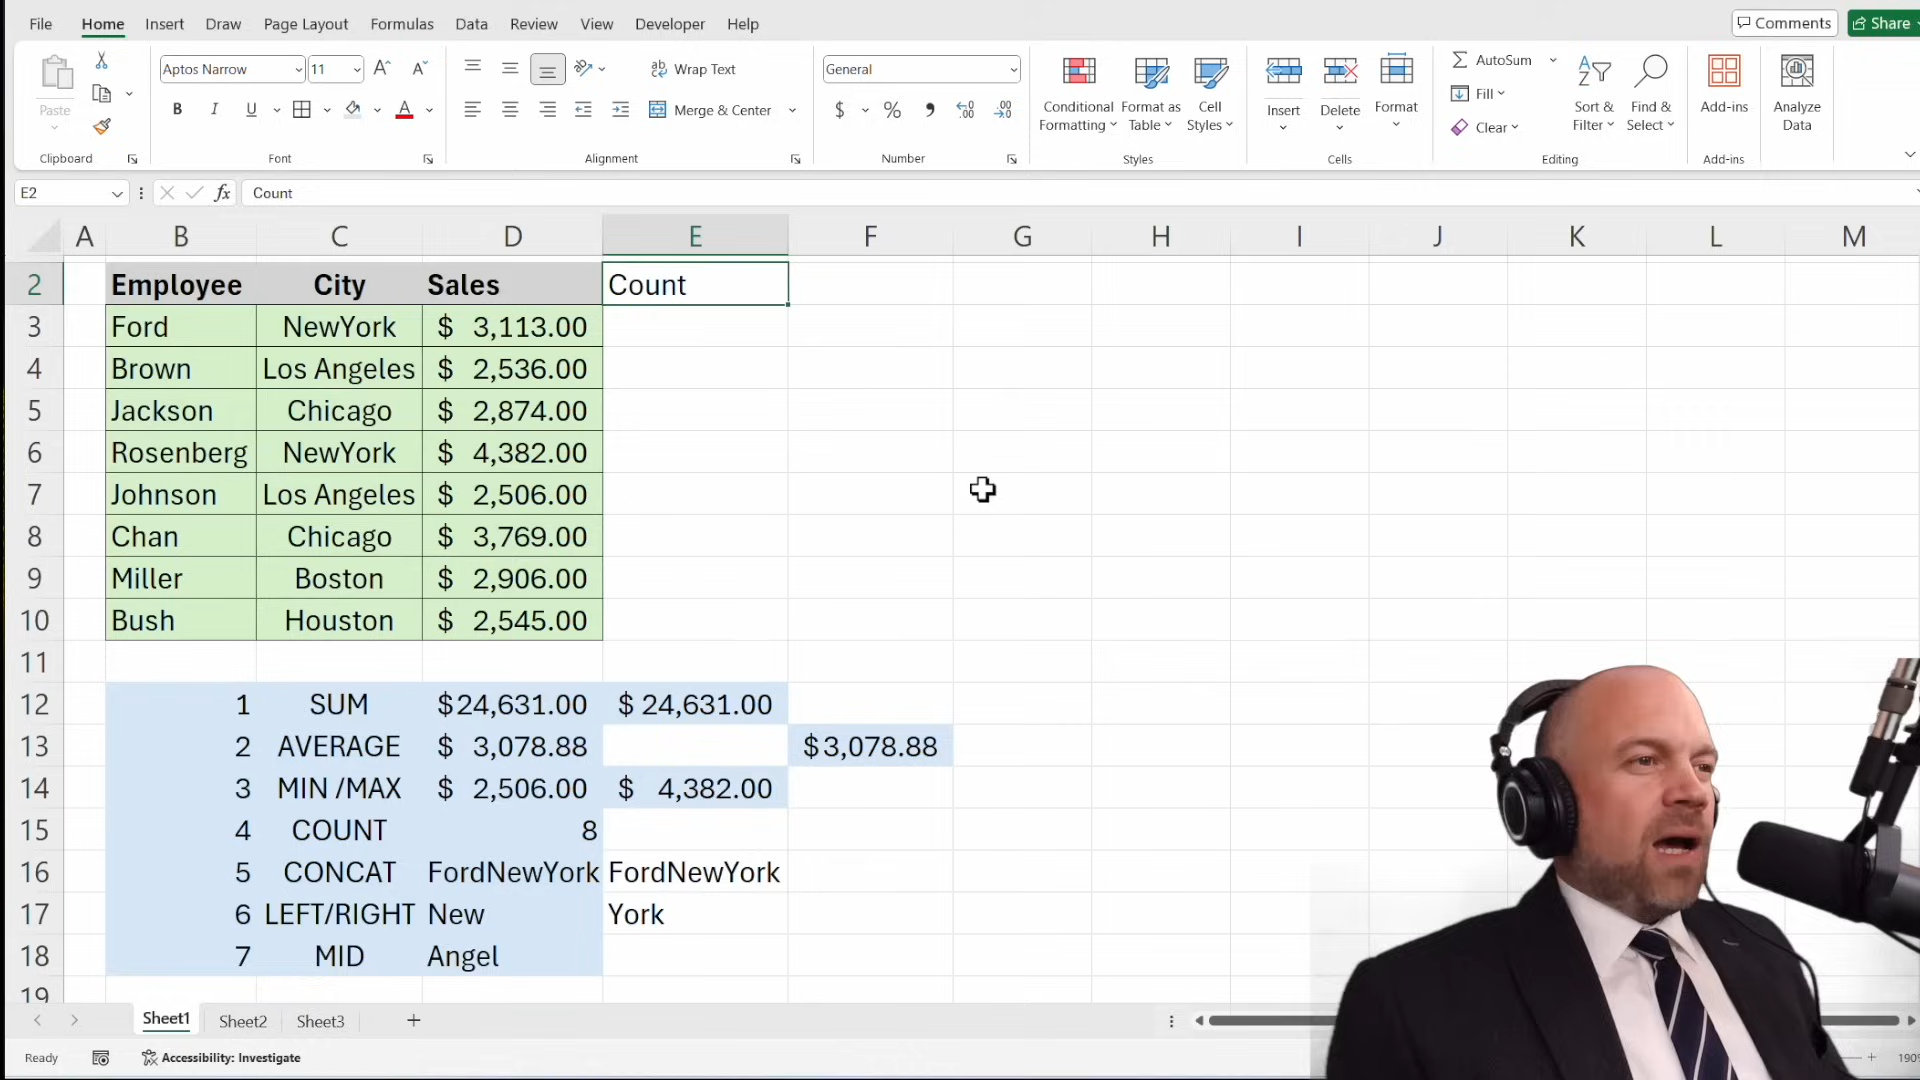 File Home Insert Draw Page Layout Formulas Data Review View Developer Help Comments Share
Aptos Narrow 11 Wrap Text General AutoSum
Paste Conditional Format as Cell Insert Delete Format Fill Sort & Find & Add-ins Analyze
B I U A Merge & Center $ % Formatting Table Styles Clear Filter Select Data
Clipboard Font Alignment Number Styles Cells Editing Add-ins
E2 fx Count
A B C D E F G H I J K L M
2 Employee City Sales Count
3 Ford NewYork $ 3,113.00
4 Brown Los Angeles $ 2,536.00
5 Jackson Chicago $ 2,874.00
6 Rosenberg NewYork $ 4,382.00
7 Johnson Los Angeles $ 2,506.00
8 Chan Chicago $ 3,769.00
9 Miller Boston $ 2,906.00
10 Bush Houston $ 2,545.00
11
12 1 SUM $24,631.00 $ 24,631.00
13 2 AVERAGE $ 3,078.88 $3,078.88
14 3 MIN /MAX $ 2,506.00 $ 4,382.00
15 4 COUNT 8
16 5 CONCAT FordNewYork FordNewYork
17 6 LEFT/RIGHT New York
18 7 MID Angel
19
Sheet1 Sheet2 Sheet3
Ready Accessibility: Investigate